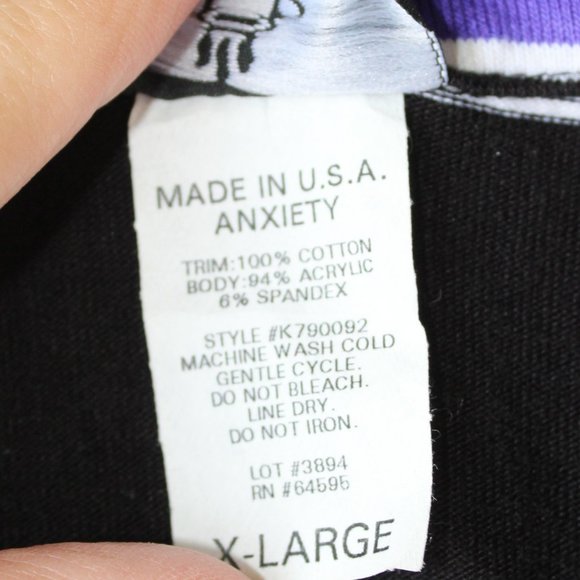 MADE IN U.S.A.
ANXIETY
TRIM:100% COTTON
BODY:94% ACRYLIC
6% SPANDEX
STYLE #K790092
MACHINE WASH COLD
GENTLE CYCLE.
DO NOT BLEACH.
LINE DRY.
DO NOT IRON.
LOT #3894
RN #64595
X-LARGE